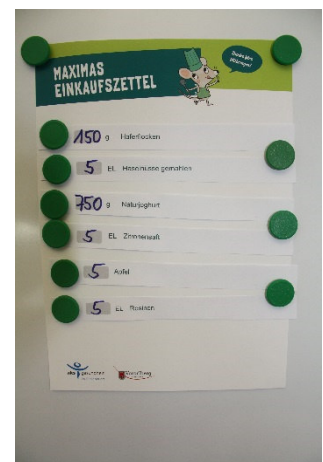 MAXIMAS
EINKAUFSZETTEL
150 g Haferflocken
5 EL Haselnüsse gemahlen
750 g Naturjoghurt
5 EL Zitronensaft
5 Äpfel
5 EL Rosinen